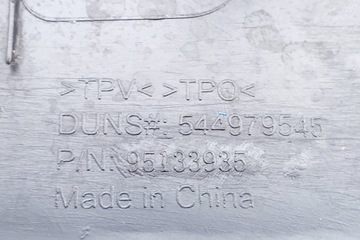 >TPV< >TPO<
DUNS#: 544979545
P/N: 95133935
Made in China